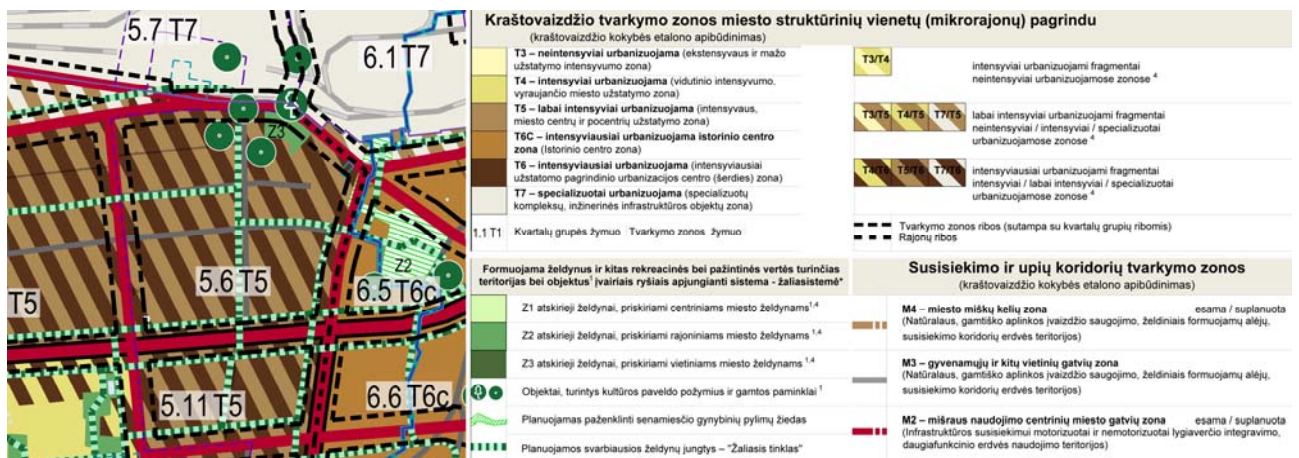 5.7 T7
6.1 T7
Z3
5.6 T5
Z2
6.5 T6c
T5
5.11 T5
6.6 T6c
Kraštovaizdžio tvarkymo zonos miesto struktūrinių vienetų (mikrorajonų) pagrindu
(kraštovaizdžio kokybės etalono apibūdinimas)
T3 – neintensyviai urbanizuojama (ekstensyvaus ir mažo
užstatymo intensyvumo zona)
T4 – intensyviai urbanizuojama (vidutinio intensyvumo,
vyraujančio miesto užstatymo zona)
T5 – labai intensyviai urbanizuojama (intensyvaus,
miesto centrų ir pocentrių užstatymo zona)
T6C – intensyviausiai urbanizuojama istorinio centro
zona (Istorinio centro zona)
T6 – intensyviausiai urbanizuojama (intensyviausiai
užstatomo pagrindinio urbanizacijos centro (šerdies) zona)
T7 – specializuotai urbanizuojama (specializuotų
kompleksų, inžinerinės infrastruktūros objektų zona)
1.1 T1 Kvartalų grupės žymuo Tvarkymo zonos žymuo
T3/T4
intensyviai urbanizuojami fragmentai
neintensyviai urbanizuojamose zonose 4
T3/T5 T4/T5 T7/T5
labai intensyviai urbanizuojami fragmentai
neintensyviai / intensyviai / specializuotai
urbanizuojamose zonose 4
T4/T6 T5/T6 T7/T6
intensyviausiai urbanizuojami fragmentai
intensyviai / labai intensyviai / specializuotai
urbanizuojamose zonose 4
Tvarkymo zonos ribos (sutampa su kvartalų grupių ribomis)
Rajonų ribos
Formuojama želdynus ir kitas rekreacinės bei pažintinės vertės turinčias
teritorijas bei objektus1 įvairiais ryšiais apjungianti sistema - žaliasistemė*
Z1 atskirieji želdynai, priskiriami centriniams miesto želdynams 1,4
Z2 atskirieji želdynai, priskiriami rajoniniams miesto želdynams 1,4
Z3 atskirieji želdynai, priskiriami vietiniams miesto želdynams 1,4
Objektai, turintys kultūros paveldo požymius ir gamtos paminklai 1
Planuojamas paženklinti senamiesčio gynybinių pylimų žiedas
Planuojamos svarbiausios želdynų jungtys – "Žaliasis tinklas"
Susisiekimo ir upių koridorių tvarkymo zonos
(kraštovaizdžio kokybės etalono apibūdinimas)
M4 – miesto miškų kelių zona esama / suplanuota
(Natūralaus, gamtiško aplinkos įvaizdžio saugojimo, želdiniais formuojamų alėjų,
susisiekimo koridorių erdvės teritorijos)
M3 – gyvenamųjų ir kitų vietinių gatvių zona
(Natūralaus, gamtiško aplinkos įvaizdžio saugojimo, želdiniais formuojamų alėjų,
susisiekimo koridorių erdvės teritorijos)
M2 – mišraus naudojimo centrinių miesto gatvių zona esama / suplanuota
(Infrastruktūros susisiekimui motorizuotai ir nemotorizuotai lygiaverčio integravimo,
daugiafunkcinio erdvės naudojimo teritorijos)